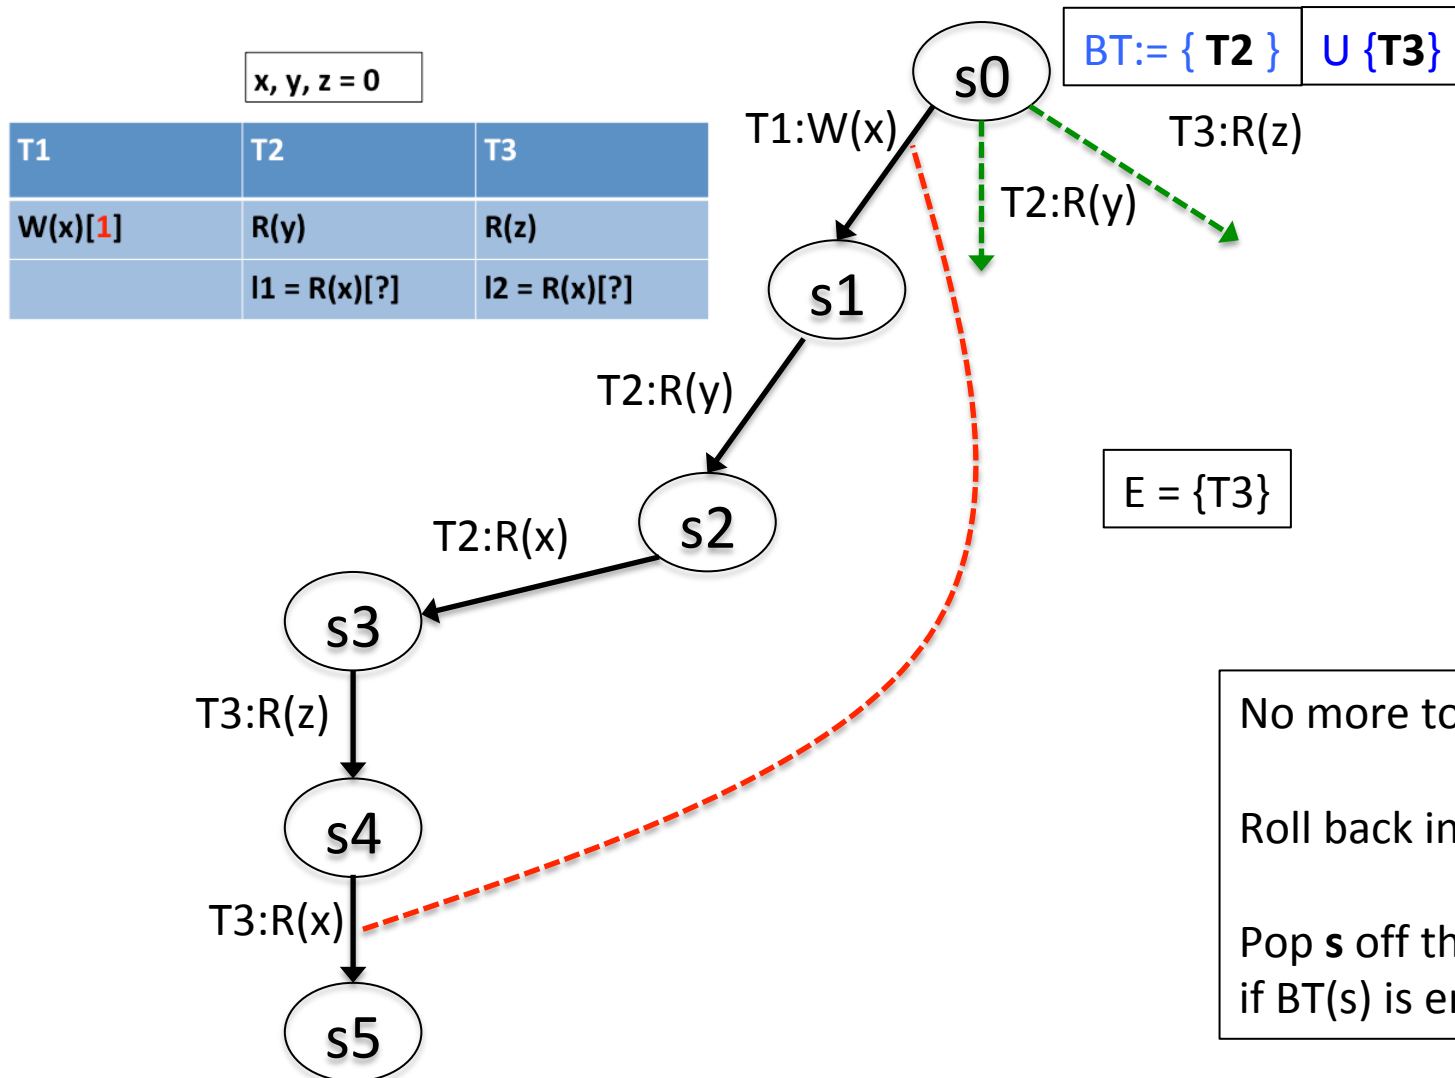 x, y, z = 0
T1 T2 T3
W(x)[1] R(y) R(z)
l1 = R(x)[?] l2 = R(x)[?]
s0
BT:= { T2 } U {T3}
T1:W(x)
T3:R(z)
T2:R(y)
s1
T2:R(y)
E = {T3}
T2:R(x)
s2
s3
T3:R(z)
No more to
Roll back in
s4
T3:R(x)
Pop s off th
if BT(s) is
s5